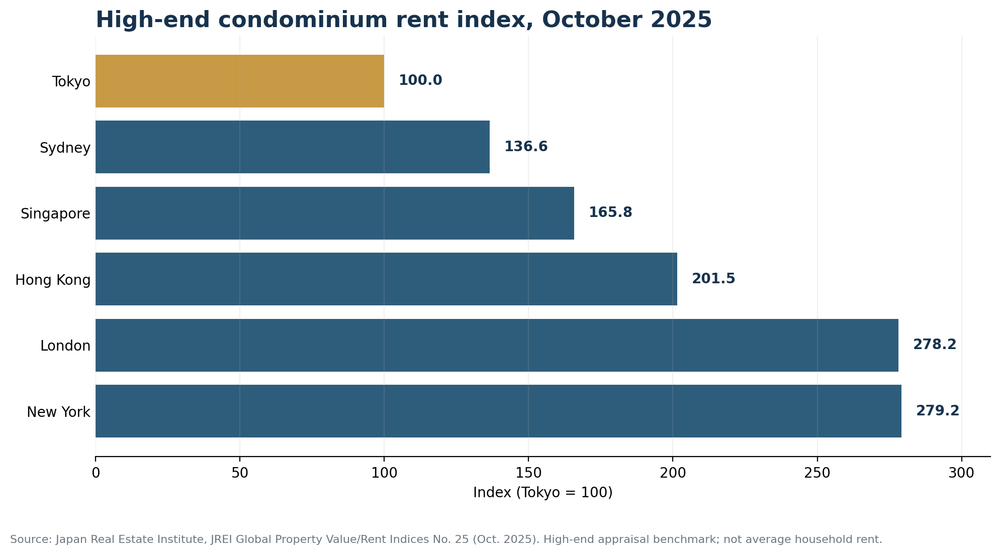 High-end condominium rent index, October 2025
Tokyo 100.0
Sydney 136.6
Singapore 165.8
Hong Kong 201.5
London 278.2
New York 279.2
0 50 100 150 200 250 300
Index (Tokyo = 100)
Source: Japan Real Estate Institute, JREI Global Property Value/Rent Indices No. 25 (Oct. 2025). High-end appraisal benchmark; not average household rent.